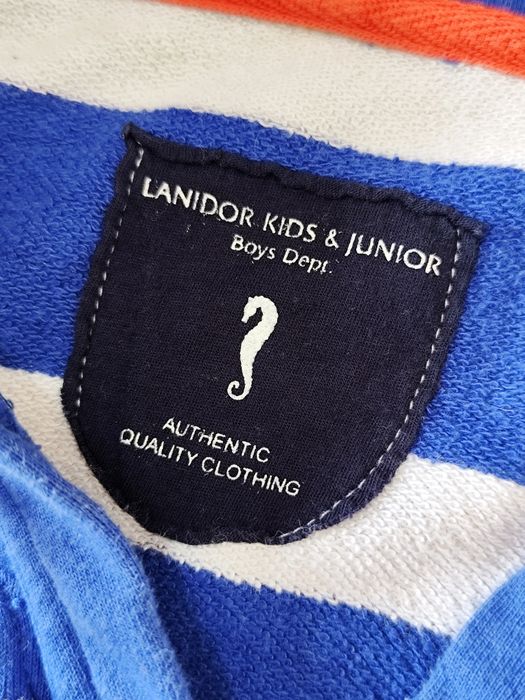 LANIDOR KIDS & JUNIOR
Boys Dept.
AUTHENTIC
QUALITY CLOTHING